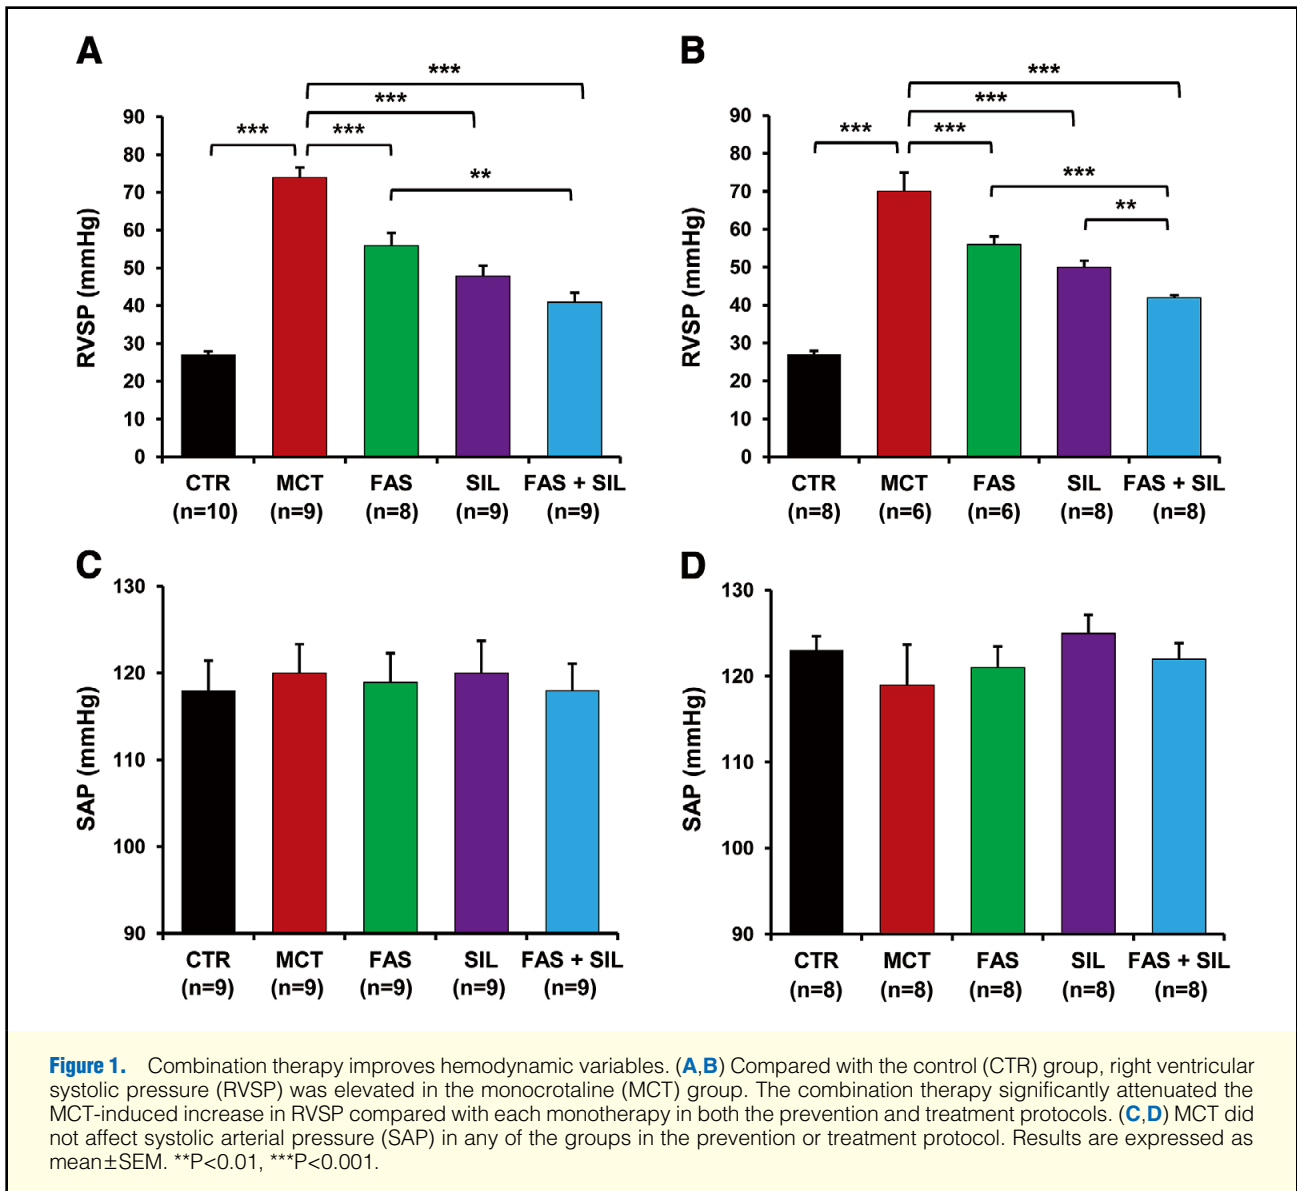 A
***
***
*** ***
**
90
80
70
60
50
40
30
20
10
0
RVSP (mmHg)
CTR MCT FAS SIL FAS + SIL
(n=10) (n=9) (n=8) (n=9) (n=9)
B
***
***
*** ***
***
**
90
80
70
60
50
40
30
20
10
0
RVSP (mmHg)
CTR MCT FAS SIL FAS + SIL
(n=8) (n=6) (n=6) (n=8) (n=8)
C
130
120
110
100
90
SAP (mmHg)
CTR MCT FAS SIL FAS + SIL
(n=9) (n=9) (n=9) (n=9) (n=9)
D
130
120
110
100
90
SAP (mmHg)
CTR MCT FAS SIL FAS + SIL
(n=8) (n=8) (n=8) (n=8) (n=8)
Figure 1. Combination therapy improves hemodynamic variables. (A,B) Compared with the control (CTR) group, right ventricular
systolic pressure (RVSP) was elevated in the monocrotaline (MCT) group. The combination therapy significantly attenuated the
MCT-induced increase in RVSP compared with each monotherapy in both the prevention and treatment protocols. (C,D) MCT did
not affect systolic arterial pressure (SAP) in any of the groups in the prevention or treatment protocol. Results are expressed as
mean±SEM. **P<0.01, ***P<0.001.